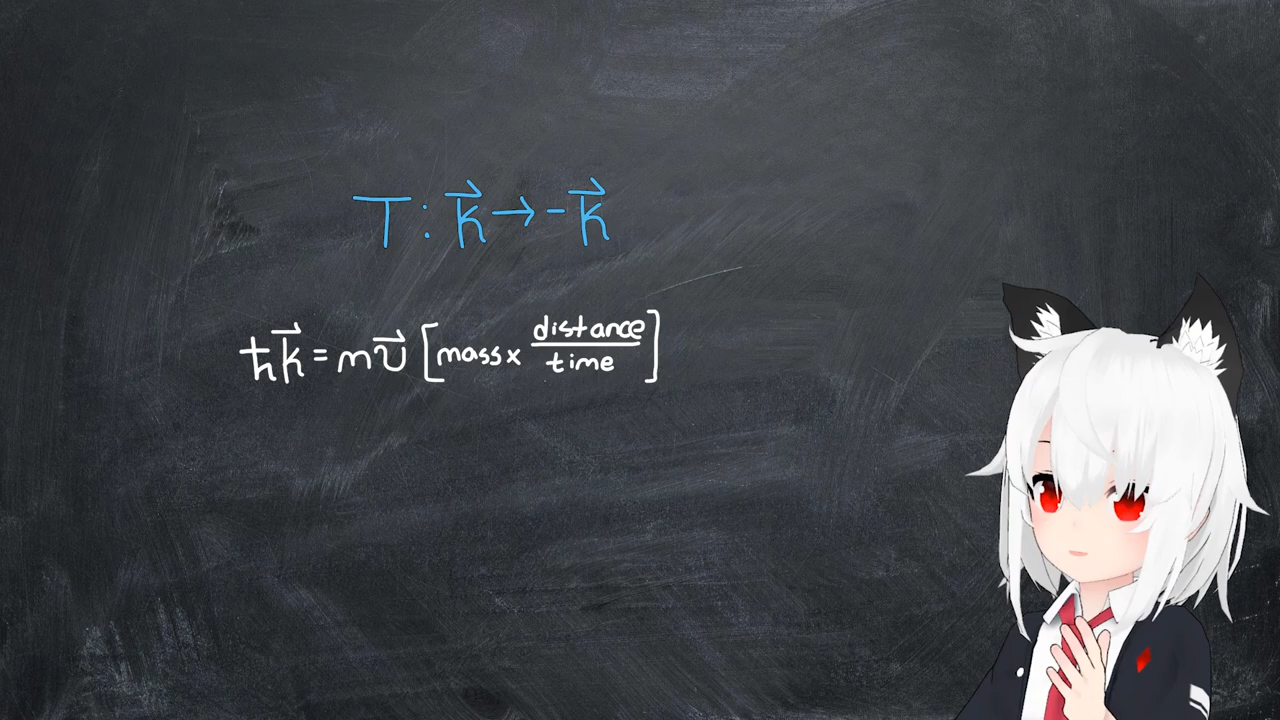 T: k⃗ → -k⃗
ħk⃗ = mv⃗ [mass x distance/time]